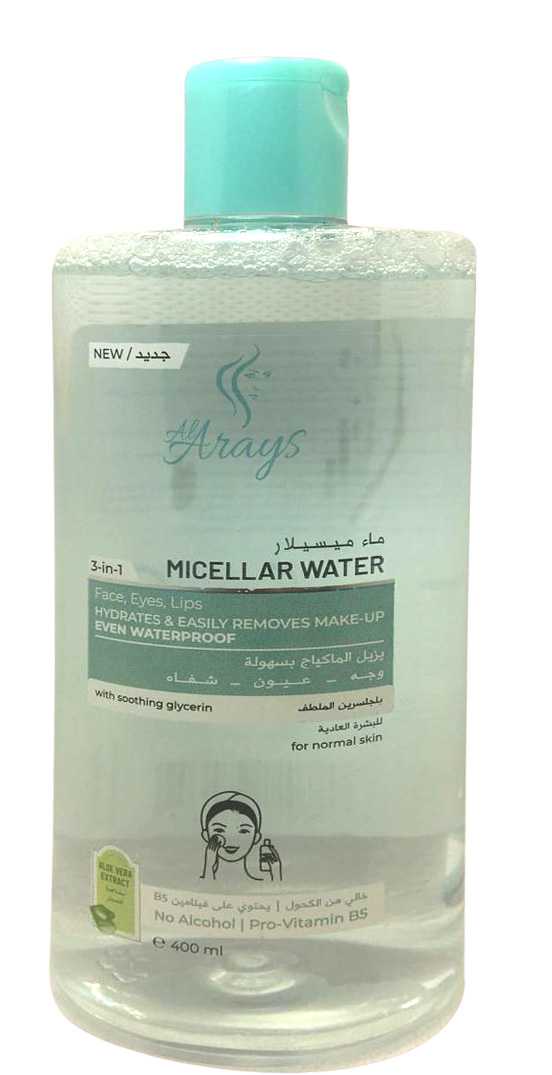 NEW / جديد
Al Arays
ماء ميسيلار
3-in-1 MICELLAR WATER
Face, Eyes, Lips
HYDRATES & EASILY REMOVES MAKE-UP
EVEN WATERPROOF
يزيل الماكياج بسهولة
وجه – عيون – شفاه
with soothing glycerin بلجلسرين الملطف
للبشرة العادية
for normal skin
ALOE VERA
EXTRACT
خالي من الكحول | يحتوي على فيتامين B5
No Alcohol | Pro-Vitamin B5
℮ 400 ml